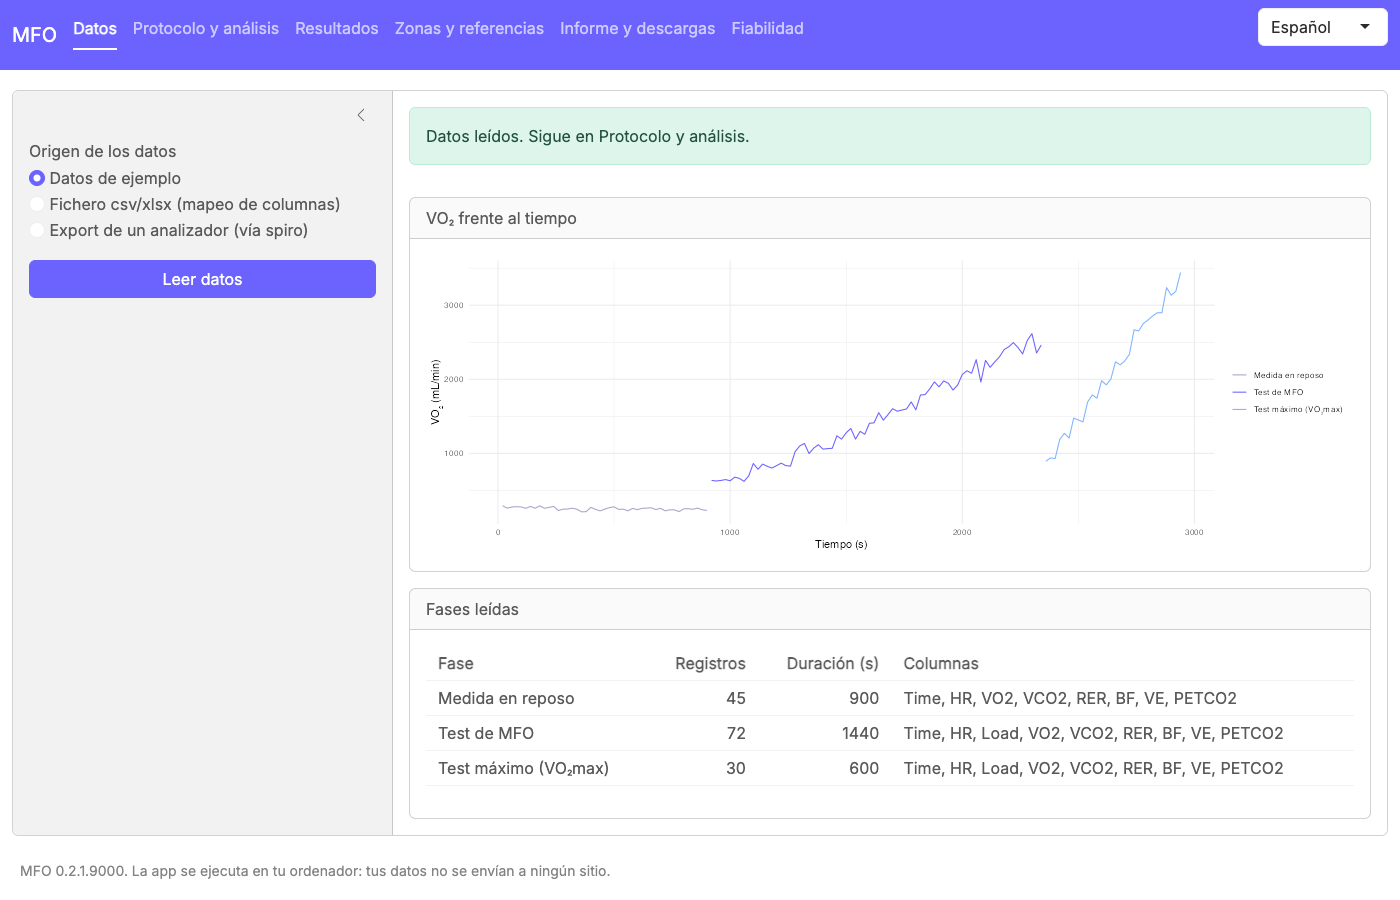 MFO Datos Protocolo y análisis Resultados Zonas y referencias Informe y descargas Fiabilidad Español
Origen de los datos
Datos de ejemplo
Fichero csv/xlsx (mapeo de columnas)
Export de un analizador (vía spiro)
Leer datos
Datos leídos. Sigue en Protocolo y análisis.
VO₂ frente al tiempo
VO₂ (mL/min)
3000
2000
1000
0 1000 2000 3000
Tiempo (s)
Medida en reposo
Test de MFO
Test máximo (VO₂max)
Fases leídas
Fase Registros Duración (s) Columnas
Medida en reposo 45 900 Time, HR, VO2, VCO2, RER, BF, VE, PETCO2
Test de MFO 72 1440 Time, HR, Load, VO2, VCO2, RER, BF, VE, PETCO2
Test máximo (VO₂max) 30 600 Time, HR, Load, VO2, VCO2, RER, BF, VE, PETCO2
MFO 0.2.1.9000. La app se ejecuta en tu ordenador: tus datos no se envían a ningún sitio.